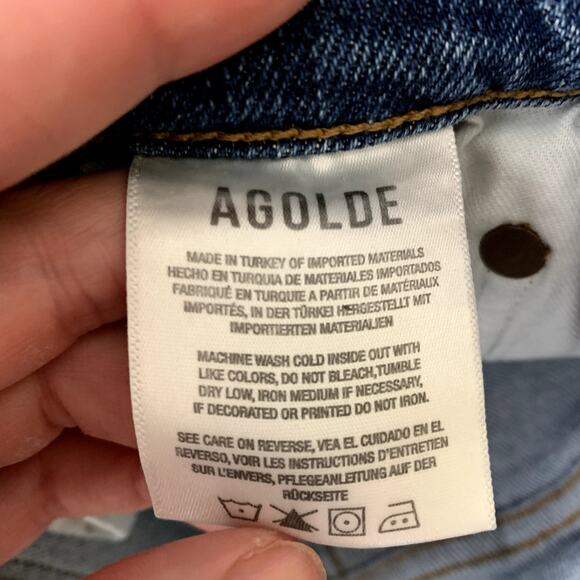 AGOLDE
MADE IN TURKEY OF IMPORTED MATERIALS
HECHO EN TURQUIA DE MATERIALES IMPORTADOS
FABRIQUÉ EN TURQUIE A PARTIR DE MATÉRIAUX
IMPORTÉS, IN DER TÜRKEI HERGESTELLT MIT
IMPORTIERTEN MATERIALIEN
MACHINE WASH COLD INSIDE OUT WITH
LIKE COLORS, DO NOT BLEACH,TUMBLE
DRY LOW, IRON MEDIUM IF NECESSARY,
IF DECORATED OR PRINTED DO NOT IRON.
SEE CARE ON REVERSE, VEA EL CUIDADO EN EL
REVERSO, VOIR LES INSTRUCTIONS D'ENTRETIEN
SUR L'ENVERS, PFLEGEANLEITUNG AUF DER
RÜCKSEITE